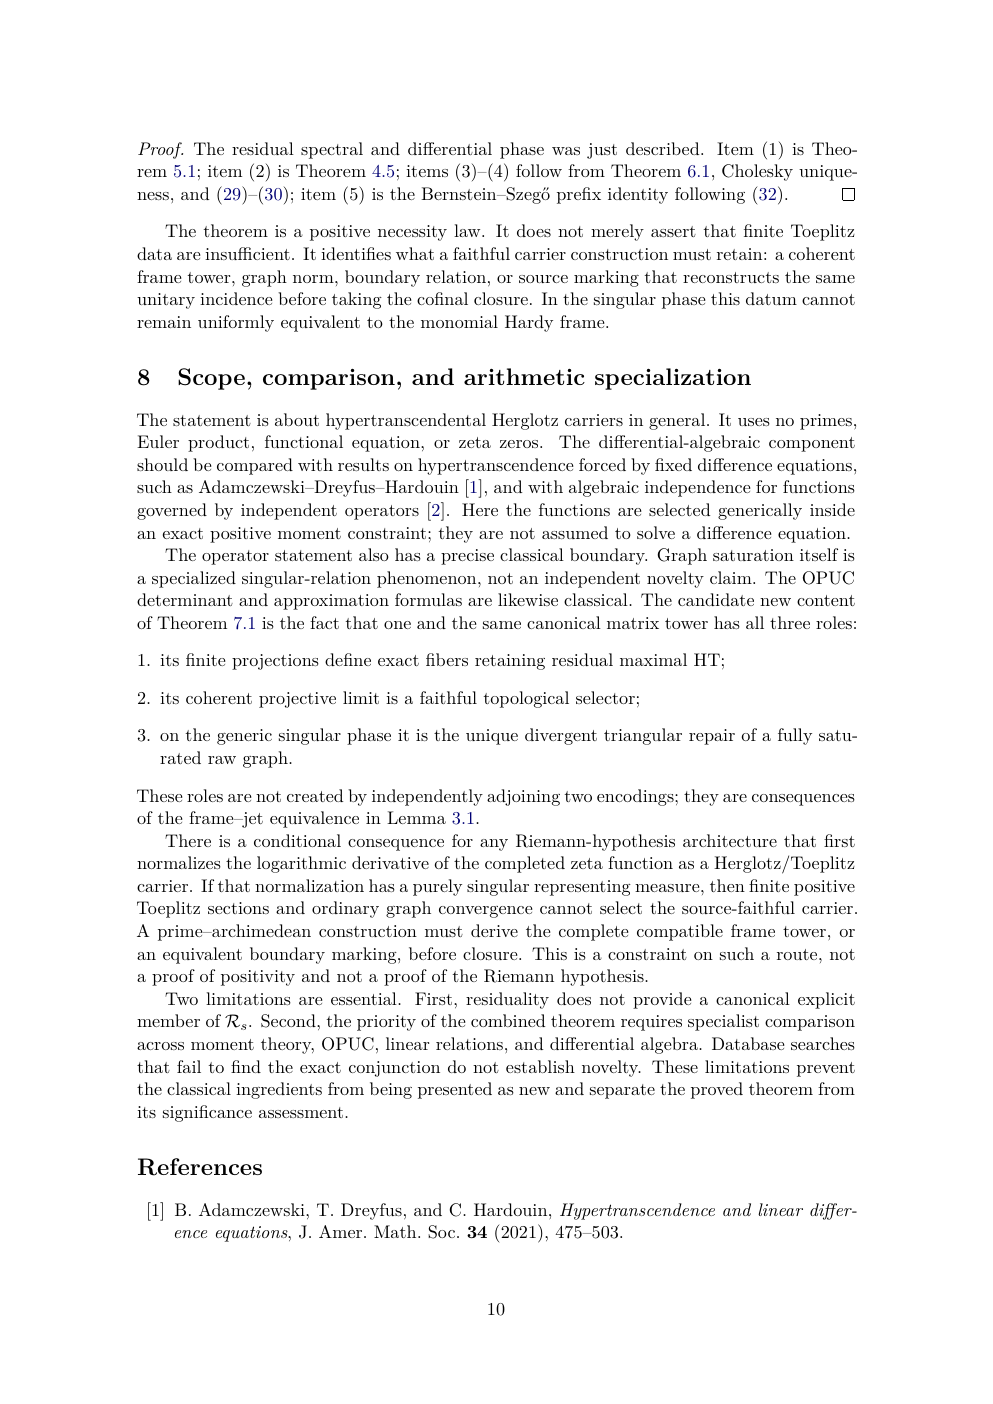 Proof. The residual spectral and differential phase was just described. Item (1) is Theo-
rem 5.1; item (2) is Theorem 4.5; items (3)–(4) follow from Theorem 6.1, Cholesky unique-
ness, and (29)–(30); item (5) is the Bernstein–Szegő prefix identity following (32). □
The theorem is a positive necessity law. It does not merely assert that finite Toeplitz
data are insufficient. It identifies what a faithful carrier construction must retain: a coherent
frame tower, graph norm, boundary relation, or source marking that reconstructs the same
unitary incidence before taking the cofinal closure. In the singular phase this datum cannot
remain uniformly equivalent to the monomial Hardy frame.
8 Scope, comparison, and arithmetic specialization
The statement is about hypertranscendental Herglotz carriers in general. It uses no primes,
Euler product, functional equation, or zeta zeros. The differential-algebraic component
should be compared with results on hypertranscendence forced by fixed difference equations,
such as Adamczewski–Dreyfus–Hardouin [1], and with algebraic independence for functions
governed by independent operators [2]. Here the functions are selected generically inside
an exact positive moment constraint; they are not assumed to solve a difference equation.
The operator statement also has a precise classical boundary. Graph saturation itself is
a specialized singular-relation phenomenon, not an independent novelty claim. The OPUC
determinant and approximation formulas are likewise classical. The candidate new content
of Theorem 7.1 is the fact that one and the same canonical matrix tower has all three roles:
1. its finite projections define exact fibers retaining residual maximal HT;
2. its coherent projective limit is a faithful topological selector;
3. on the generic singular phase it is the unique divergent triangular repair of a fully satu-
rated raw graph.
These roles are not created by independently adjoining two encodings; they are consequences
of the frame–jet equivalence in Lemma 3.1.
There is a conditional consequence for any Riemann-hypothesis architecture that first
normalizes the logarithmic derivative of the completed zeta function as a Herglotz/Toeplitz
carrier. If that normalization has a purely singular representing measure, then finite positive
Toeplitz sections and ordinary graph convergence cannot select the source-faithful carrier.
A prime–archimedean construction must derive the complete compatible frame tower, or
an equivalent boundary marking, before closure. This is a constraint on such a route, not
a proof of positivity and not a proof of the Riemann hypothesis.
Two limitations are essential. First, residuality does not provide a canonical explicit
member of 𝓡ₛ. Second, the priority of the combined theorem requires specialist comparison
across moment theory, OPUC, linear relations, and differential algebra. Database searches
that fail to find the exact conjunction do not establish novelty. These limitations prevent
the classical ingredients from being presented as new and separate the proved theorem from
its significance assessment.
References
[1] B. Adamczewski, T. Dreyfus, and C. Hardouin, Hypertranscendence and linear differ-
ence equations, J. Amer. Math. Soc. 34 (2021), 475–503.
10